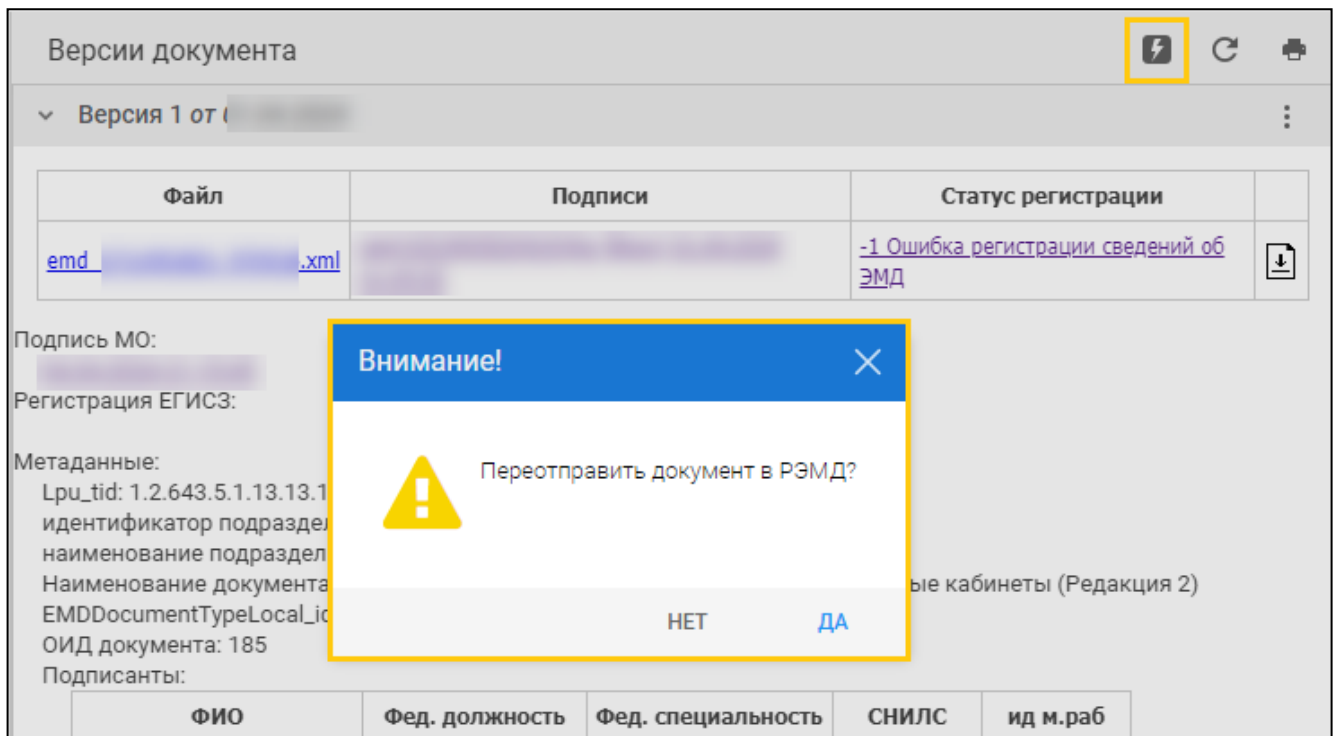 Версии документа
Версия 1 от
Файл Подписи Статус регистрации
emd_ .xml -1 Ошибка регистрации сведений об
ЭМД
Подпись МО:
Внимание!
Регистрация ЕГИСЗ:
Метаданные:
Переотправить документ в РЭМД?
Lpu_tid: 1.2.643.5.1.13.13.1
идентификатор подраздел
наименование подраздел
Наименование документа ые кабинеты (Редакция 2)
EMDDocumentTypeLocal_id
НЕТ ДА
ОИД документа: 185
Подписанты:
ФИО Фед. должность Фед. специальность СНИЛС ид м.раб